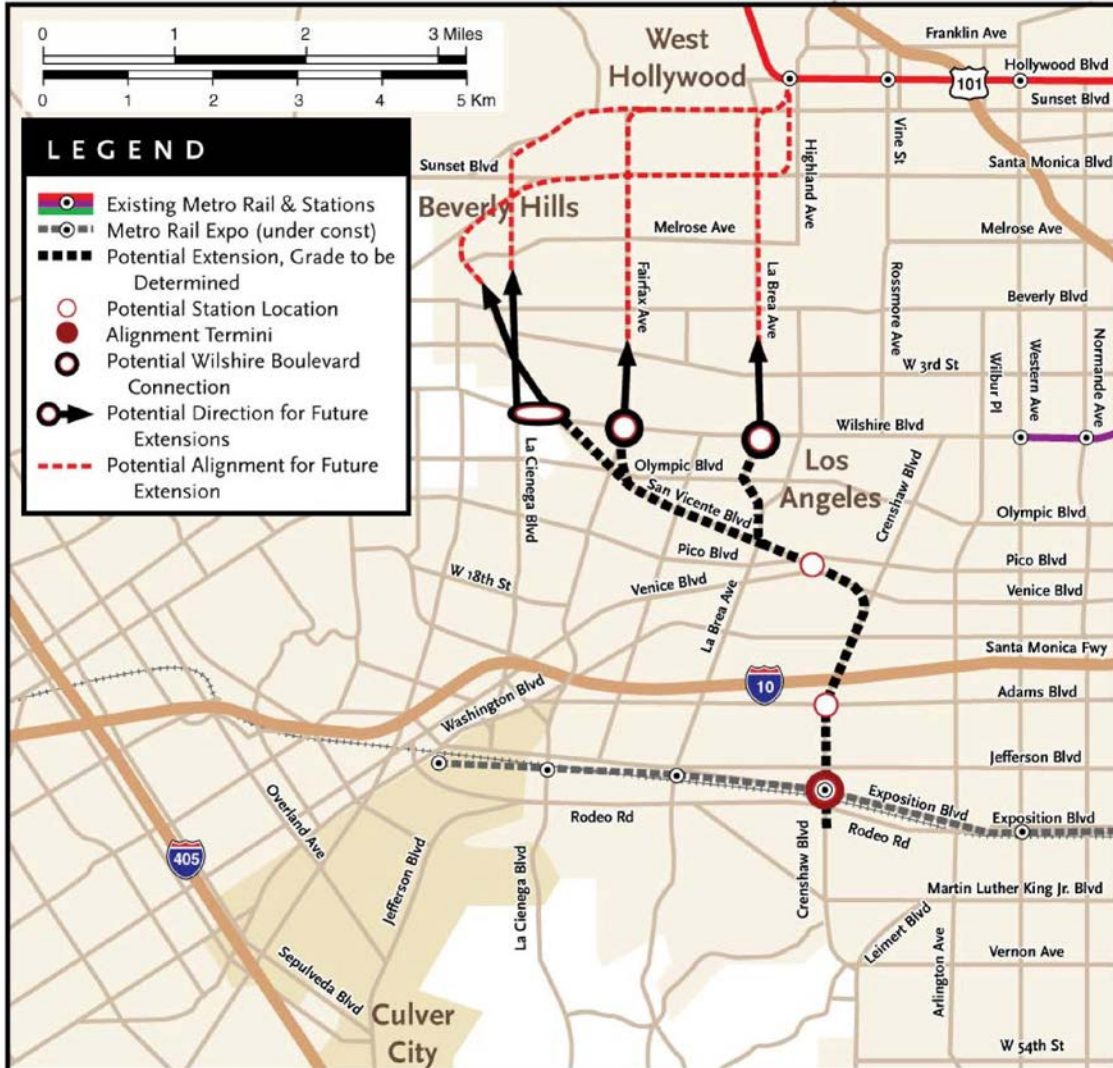 0 1 2 3 Miles
0 1 2 3 4 5 Km
LEGEND
Existing Metro Rail & Stations
Metro Rail Expo (under const)
Potential Extension, Grade to be
Determined
Potential Station Location
Alignment Termini
Potential Wilshire Boulevard
Connection
Potential Direction for Future
Extensions
Potential Alignment for Future
Extension
West
Hollywood
Franklin Ave
Hollywood Blvd
101
Sunset Blvd
Vine St
Highland Ave
Santa Monica Blvd
Sunset Blvd
Beverly Hills
Melrose Ave
Melrose Ave
Fairfax Ave
La Brea Ave
Rossmore Ave
Beverly Blvd
W 3rd St
Wilbur Pl
Western Ave
Normande Ave
Wilshire Blvd
La Cienega Blvd
Olympic Blvd
Los
Angeles
San Vicente Blvd
Crenshaw Blvd
Olympic Blvd
Pico Blvd
Pico Blvd
W 18th St
Venice Blvd
Venice Blvd
La Brea Ave
Santa Monica Fwy
10
Adams Blvd
Washington Blvd
Jefferson Blvd
Overland Ave
Exposition Blvd
Exposition Blvd
Rodeo Rd
Rodeo Rd
405
Jefferson Blvd
La Cienaga Blvd
Crenshaw Blvd
Martin Luther King Jr. Blvd
Leimert Blvd
Arlington Ave
Vernon Ave
Sepulveda Blvd
Culver
City
W 54th St